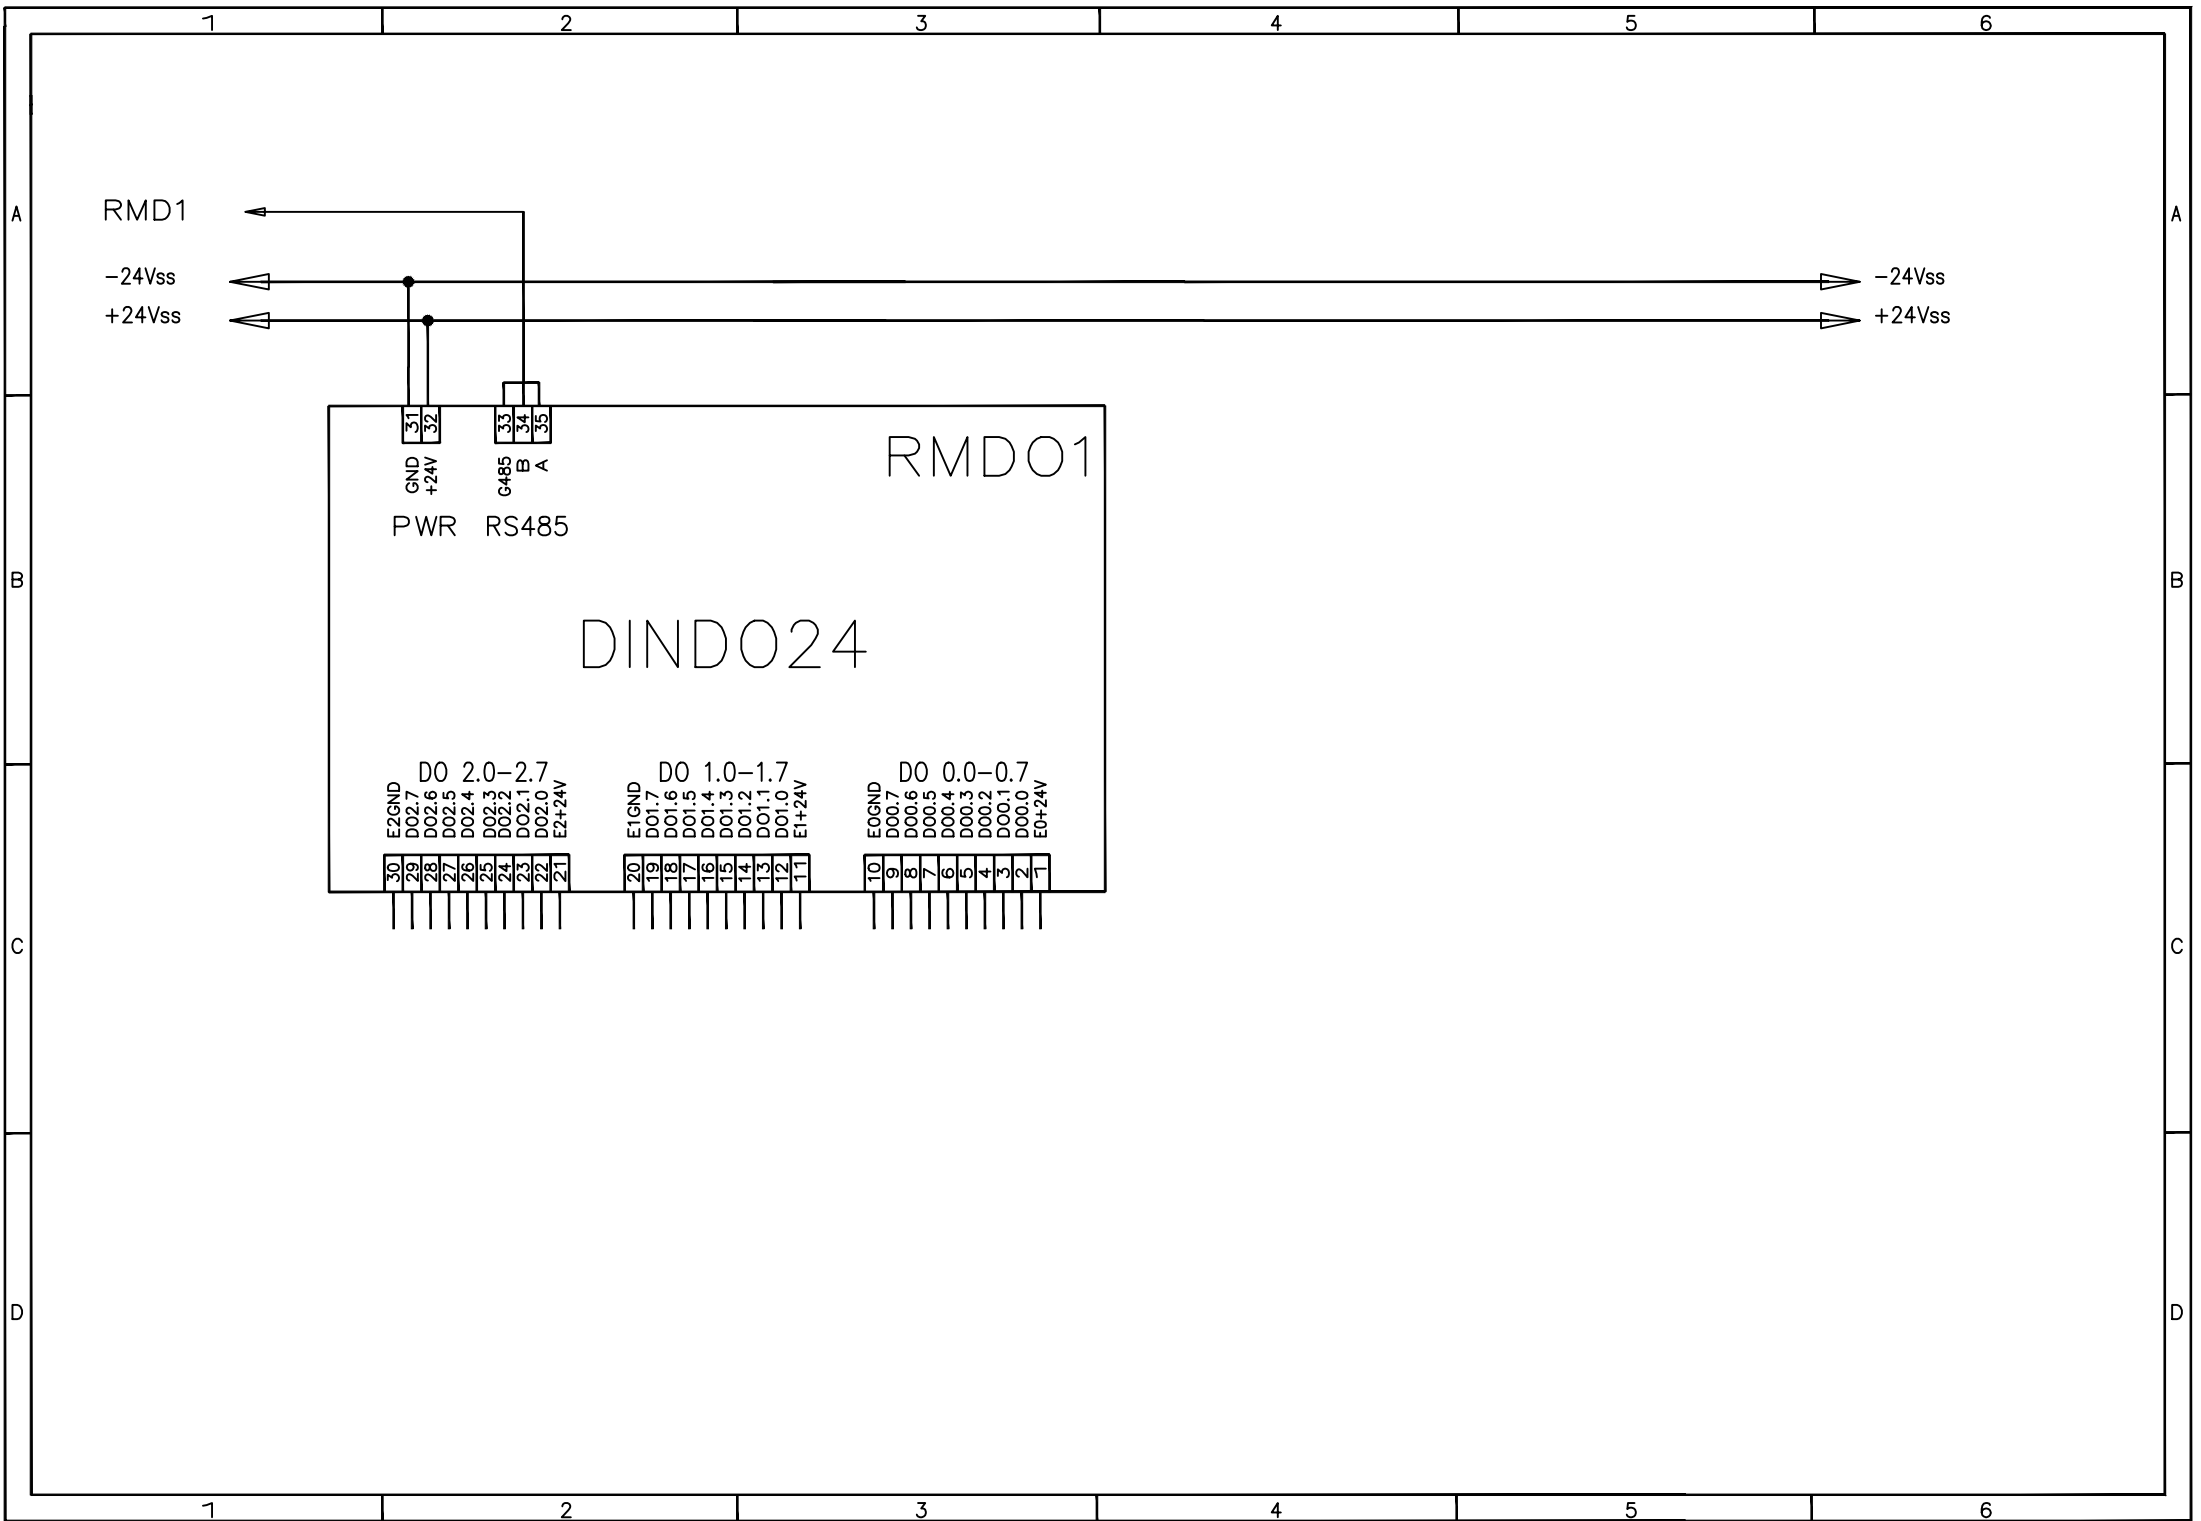 1 2 3 4 5 6
A A
RMD1
-24Vss -24Vss
+24Vss +24Vss
31 32 33 34 35
RMDO1
GND +24V G485 B A
PWR RS485
B B
DINDO24
DO 2.0-2.7 DO 1.0-1.7 DO 0.0-0.7
E2GND DO2.7 DO2.6 DO2.5 DO2.4 DO2.3 DO2.2 DO2.1 DO2.0 E2+24V E1GND DO1.7 DO1.6 DO1.5 DO1.4 DO1.3 DO1.2 DO1.1 DO1.0 E1+24V E0GND DO0.7 DO0.6 DO0.5 DO0.4 DO0.3 DO0.2 DO0.1 DO0.0 E0+24V
30 29 28 27 26 25 24 23 22 21 20 19 18 17 16 15 14 13 12 11 10 9 8 7 6 5 4 3 2 1
C C
D D
1 2 3 4 5 6